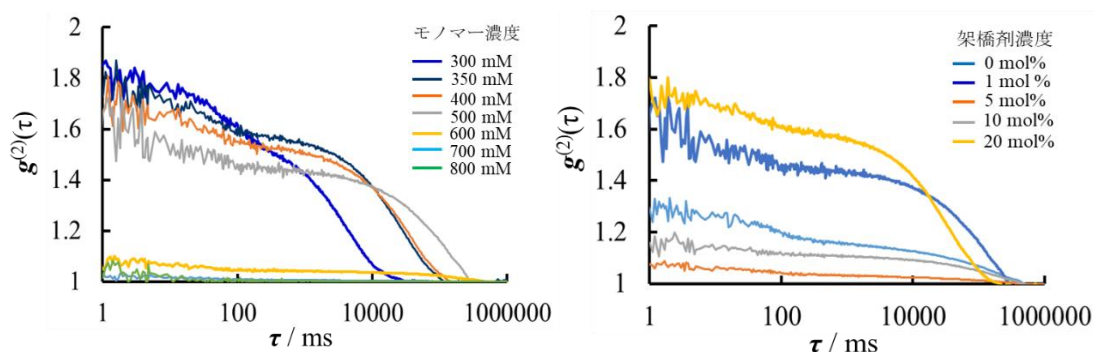 モノマー濃度
300 mM
350 mM
400 mM
500 mM
600 mM
700 mM
800 mM
g(2)(τ)
2
1.8
1.6
1.4
1.2
1
1 100 10000 1000000
τ / ms
架橋剤濃度
0 mol%
1 mol %
5 mol%
10 mol%
20 mol%
g(2)(τ)
2
1.8
1.6
1.4
1.2
1
1 100 10000 1000000
τ / ms